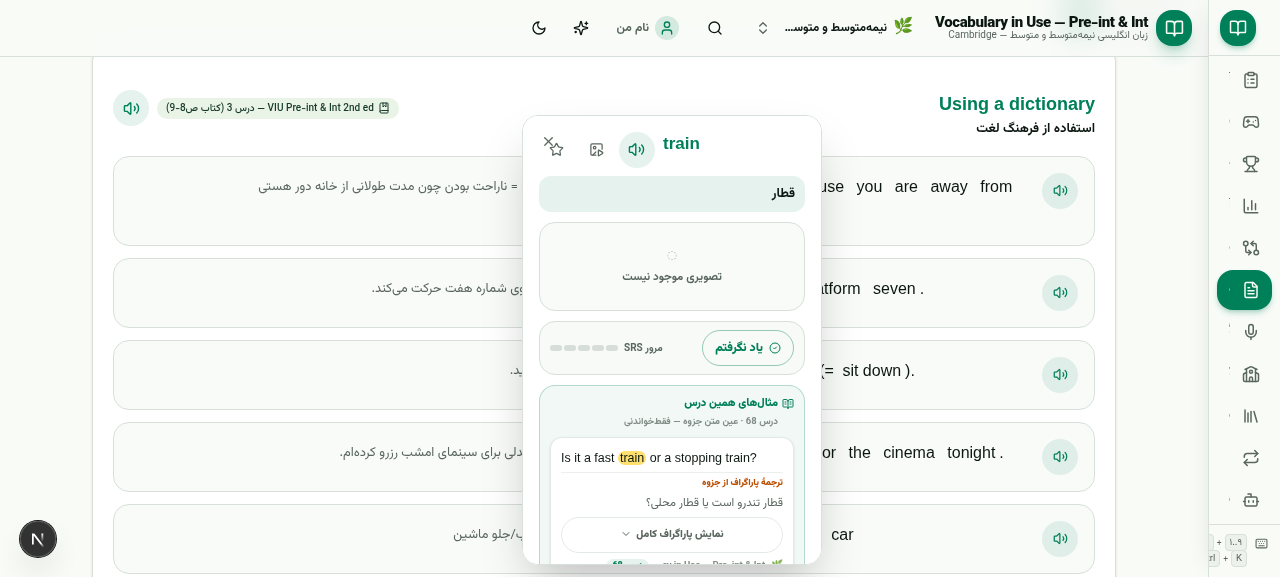 Vocabulary in Use — Pre-int & Int
زبان انگلیسی نیمه‌متوسط و متوسط — Cambridge
🌿 نیمه‌متوسط و متوسـ...
نام من
Using a dictionary
استفاده از فرهنگ لغت
VIU Pre-int & Int 2nd ed — درس 3 (کتاب ص8-9)
you are away from
= ناراحت بودن چون مدت طولانی از خانه دور هستی
seven .
وی شماره هفت حرکت می‌کند.
(= sit down ).
or the cinema tonight .
دلی برای سینمای امشب رزرو کرده‌ام.
car
ب/جلو ماشین
train
قطار
تصویری موجود نیست
یاد نگرفتم
مرور SRS
مثال‌های همین درس
درس 68 · عین متن جزوه — فقط‌خواندنی
Is it a fast train or a stopping train?
ترجمهٔ پاراگراف از جزوه
قطار تندرو است یا قطار محلی؟
نمایش پاراگراف کامل
N
K